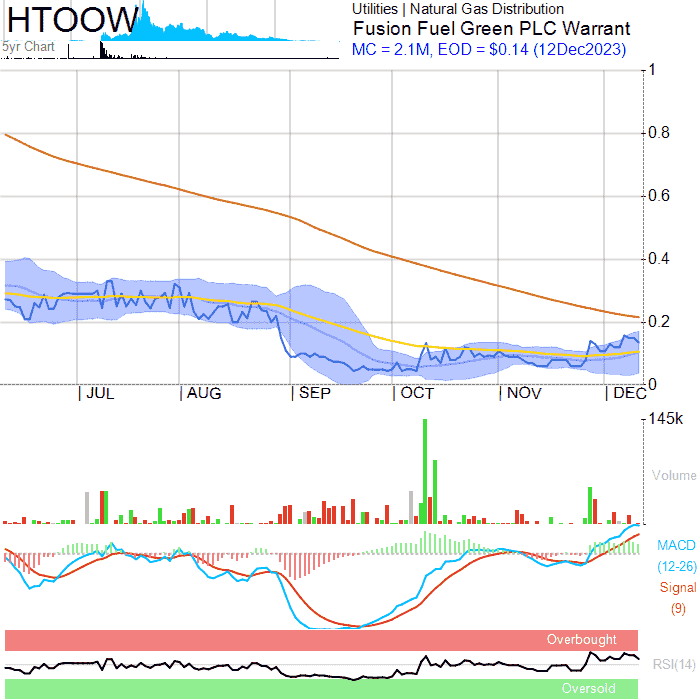 HTOOW
5yr Chart
Utilities | Natural Gas Distribution
Fusion Fuel Green PLC Warrant
MC = 2.1M, EOD = $0.14 (12Dec2023)
1
0.8
0.6
0.4
0.2
0
JUL AUG SEP OCT NOV DEC
145k
Volume
MACD
(12-26)
Signal
(9)
Overbought
RSI(14)
Oversold